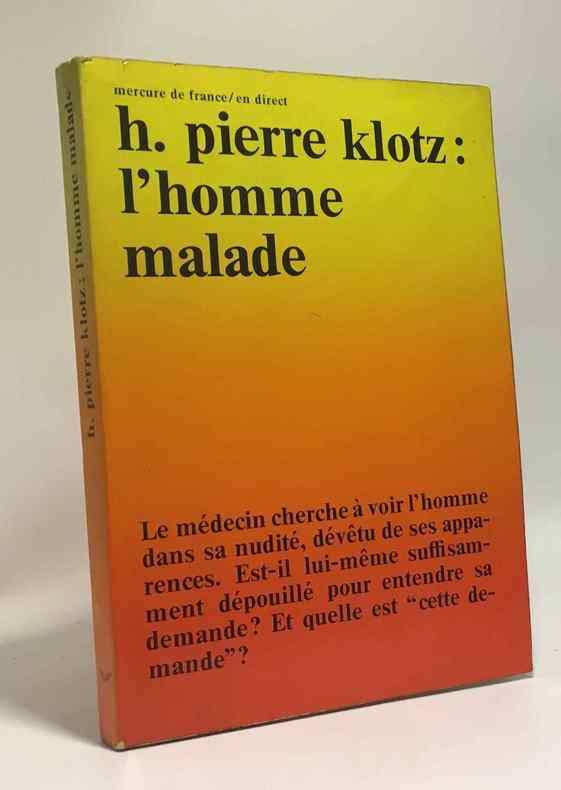 mercure de france/en direct
h. pierre klotz :
l'homme
malade
Le médecin cherche à voir l'homme
dans sa nudité, dévêtu de ses appa-
rences. Est-il lui-même suffisam-
ment dépouillé pour entendre sa
demande? Et quelle est "cette de-
mande"?
h. pierre klotz : l'homme malade